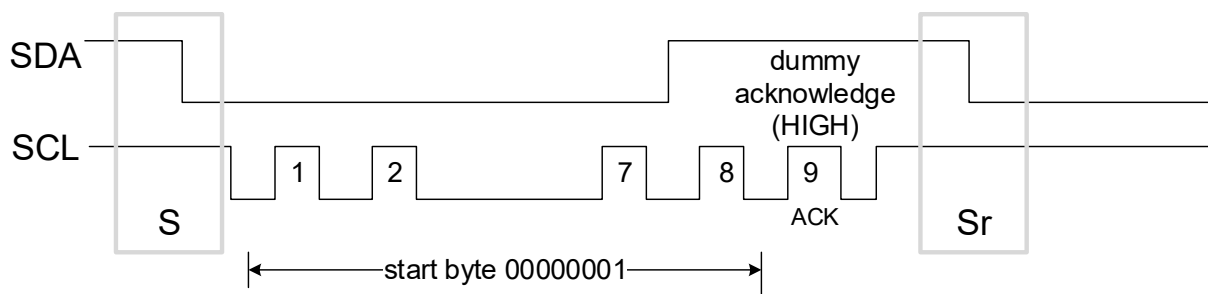 SDA
dummy
acknowledge
(HIGH)
SCL
1 2 7 8 9
ACK
S
Sr
start byte 00000001